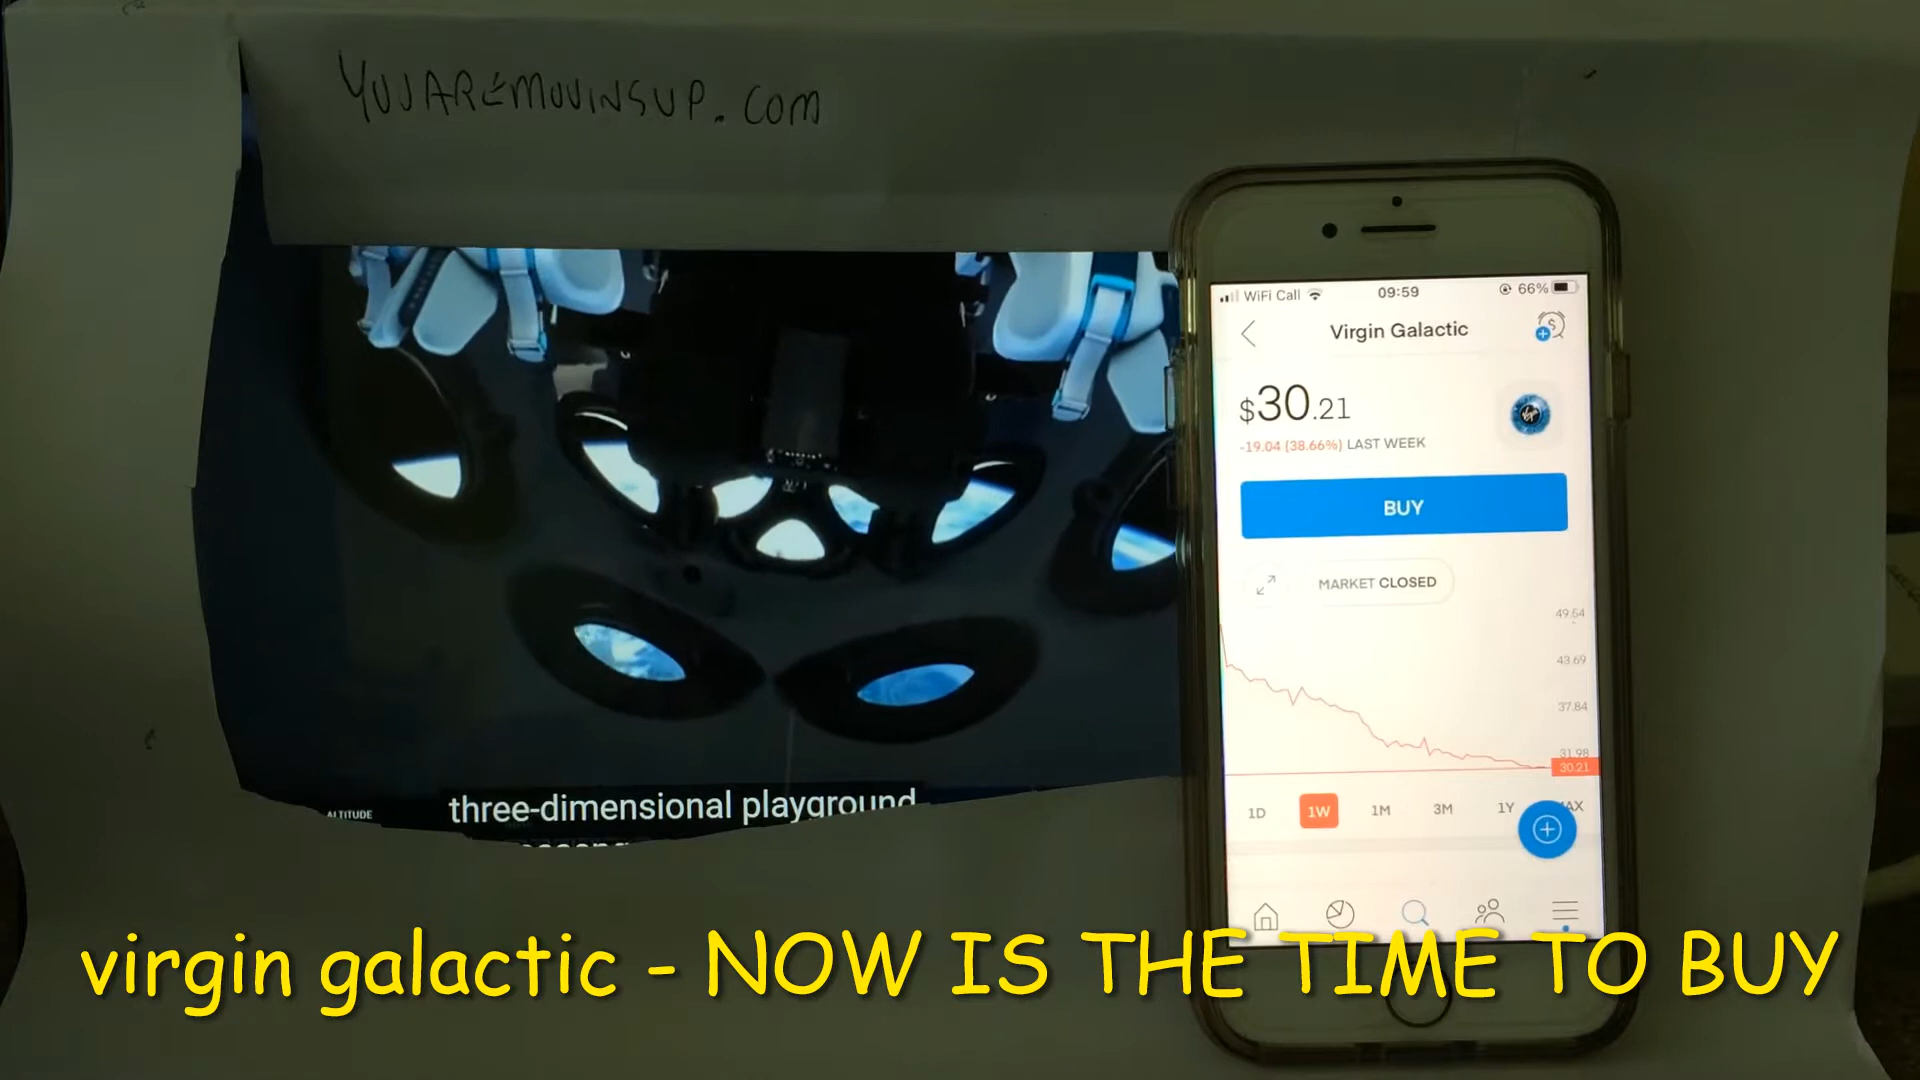 YOUAREMOVINGUP.COM
WiFi Call 09:59 66%
Virgin Galactic
$30.21
-19.04 (38.66%) LAST WEEK
BUY
MARKET CLOSED
49.54
43.69
37.84
31.98
30.21
1D 1W 1M 3M 1Y MAX
ALTITUDE
three-dimensional playground
virgin galactic - NOW IS THE TIME TO BUY